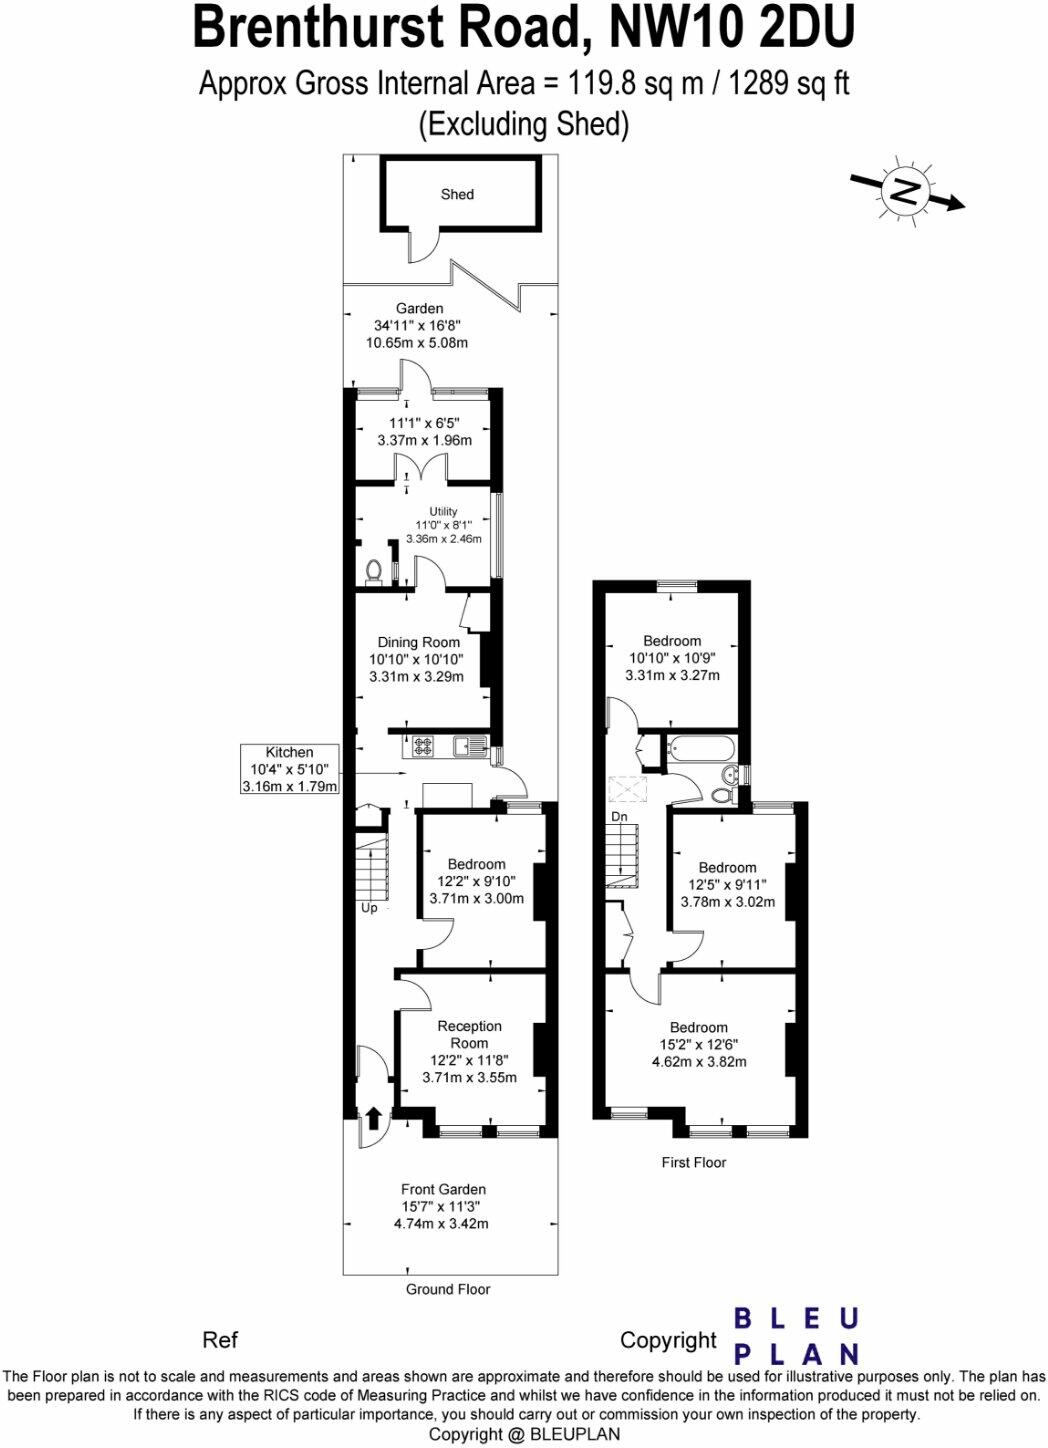 Brenthurst Road, NW10 2DU
Approx Gross Internal Area = 119.8 sq m / 1289 sq ft
(Excluding Shed)
Shed
N
Garden
34'11" x 16'8"
10.65m x 5.08m
11'1" x 6'5"
3.37m x 1.96m
Utility
11'0" x 8'1"
3.36m x 2.46m
Dining Room
10'10" x 10'10"
3.31m x 3.29m
Kitchen
10'4" x 5'10"
3.16m x 1.79m
Bedroom
12'2" x 9'10"
3.71m x 3.00m
Up
Reception
Room
12'2" x 11'8"
3.71m x 3.55m
Front Garden
15'7" x 11'3"
4.74m x 3.42m
Ground Floor
Bedroom
10'10" x 10'9"
3.31m x 3.27m
Dn
Bedroom
12'5" x 9'11"
3.78m x 3.02m
Bedroom
15'2" x 12'6"
4.62m x 3.82m
First Floor
Ref
Copyright
BLEU
PLAN
The Floor plan is not to scale and measurements and areas shown are approximate and therefore should be used for illustrative purposes only. The plan has
been prepared in accordance with the RICS code of Measuring Practice and whilst we have confidence in the information produced it must not be relied on.
If there is any aspect of particular importance, you should carry out or commission your own inspection of the property.
Copyright @ BLEUPLAN